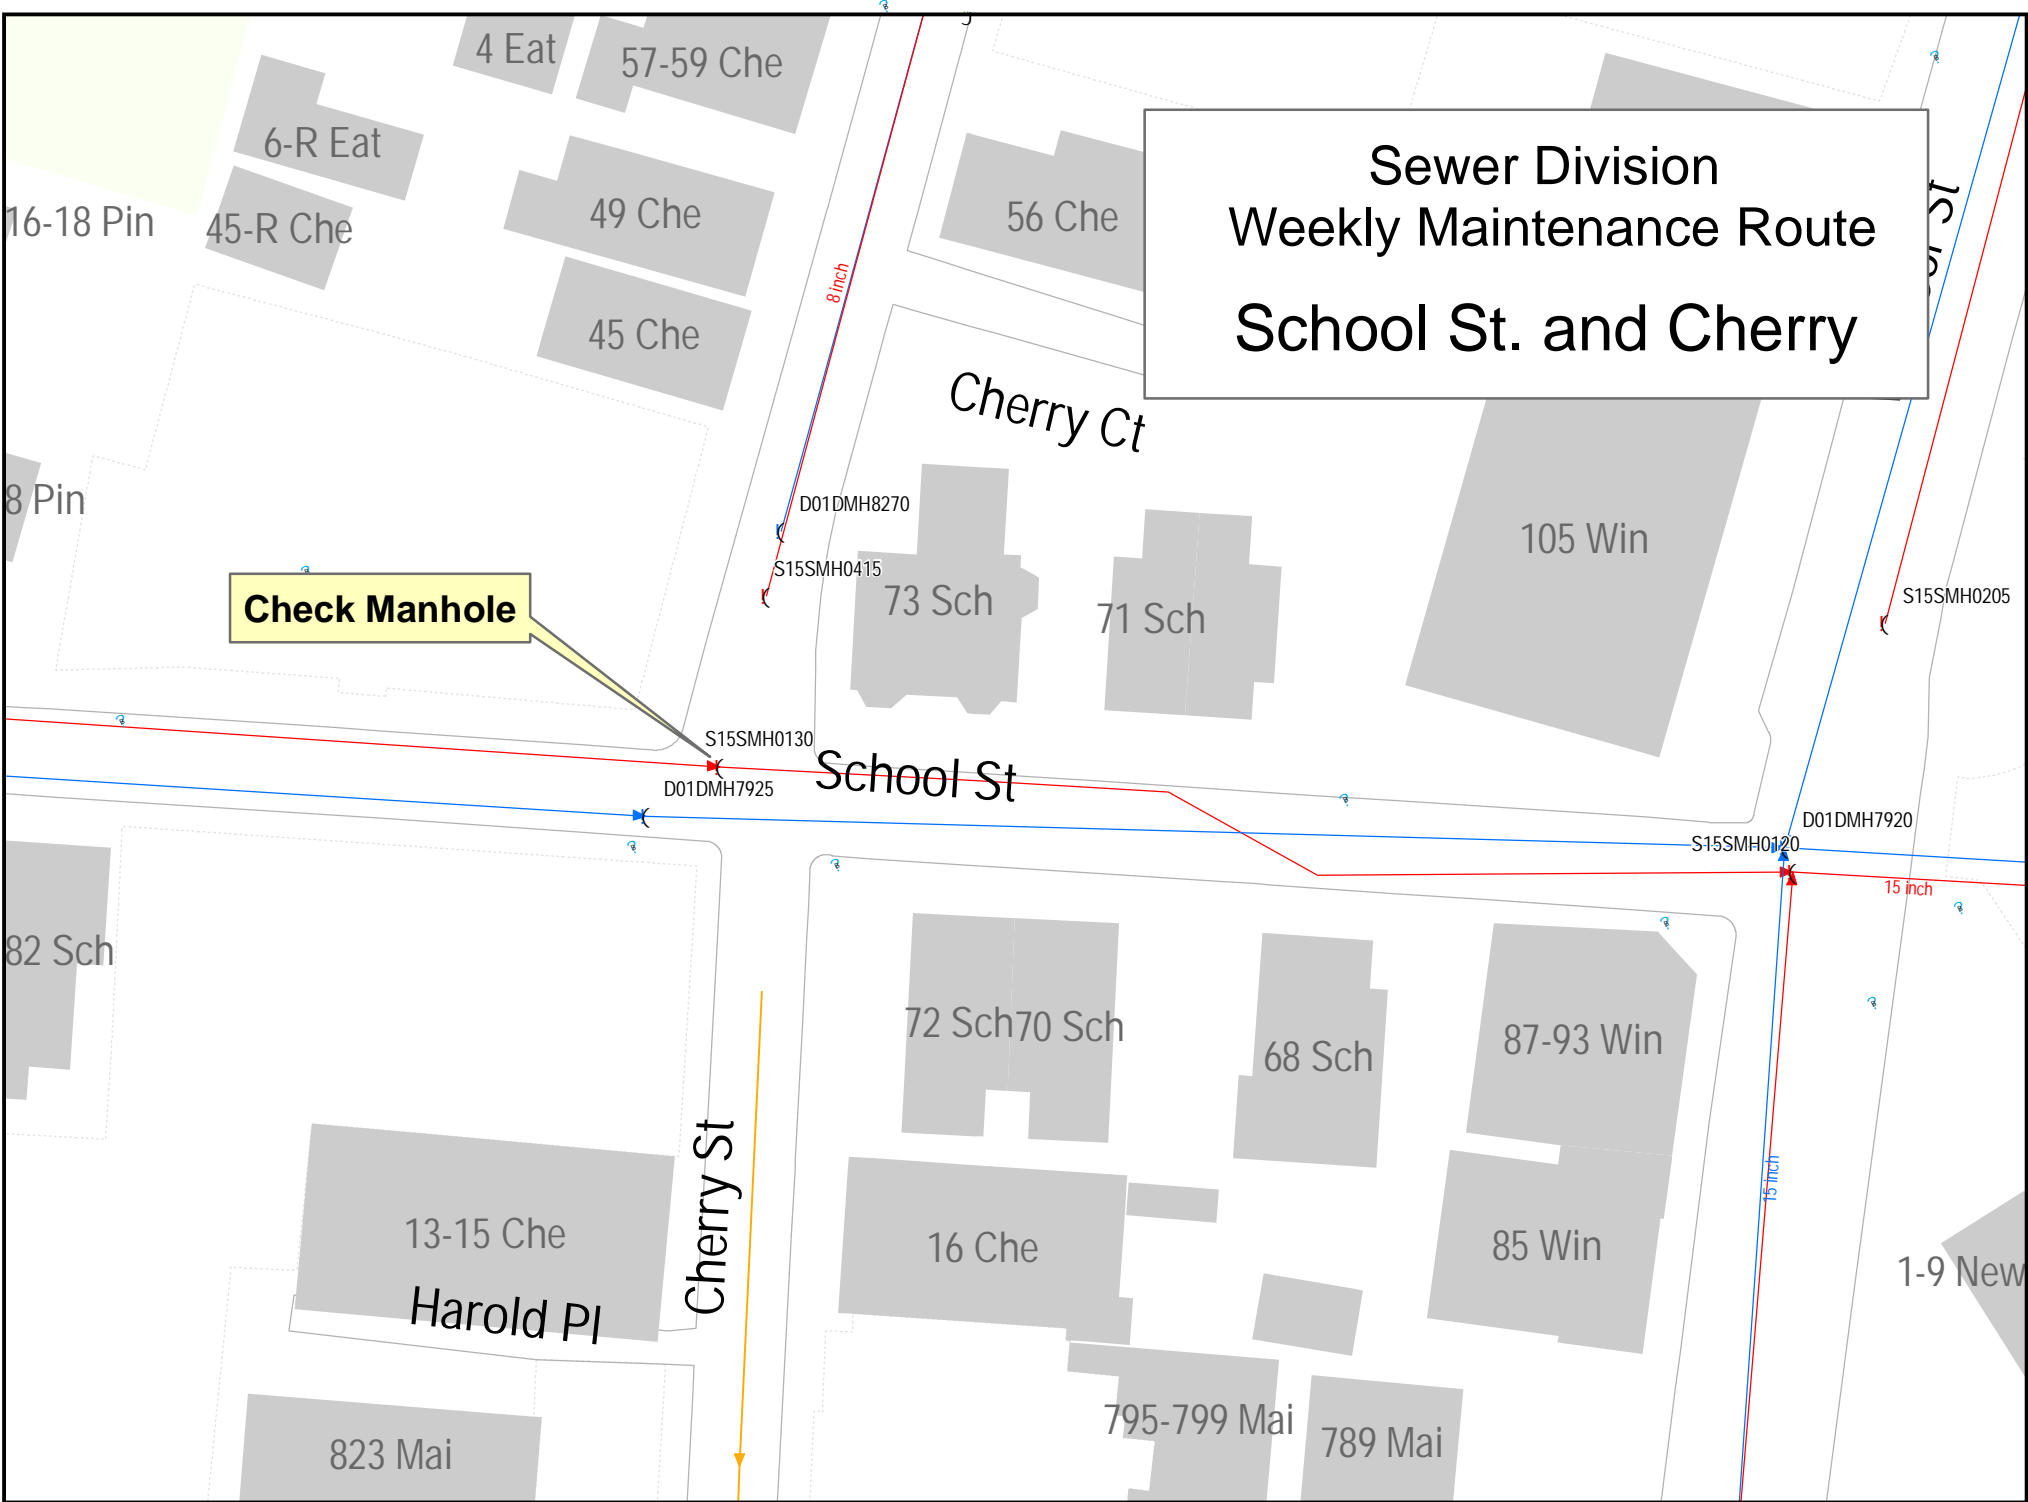 4 Eat
57-59 Che
6-R Eat
49 Che
16-18 Pin
45-R Che
56 Che
Sewer Division
Weekly Maintenance Route
School St. and Cherry
St
8 inch
45 Che
Cherry Ct
8 Pin
D01DMH8270
105 Win
S15SMH0415
73 Sch
71 Sch
S15SMH0205
Check Manhole
S15SMH0130
School St
D01DMH7925
D01DMH7920
S15SMH0120
15 inch
82 Sch
72 Sch
70 Sch
68 Sch
87-93 Win
15 inch
Cherry St
13-15 Che
16 Che
85 Win
1-9 New
Harold Pl
795-799 Mai
789 Mai
823 Mai